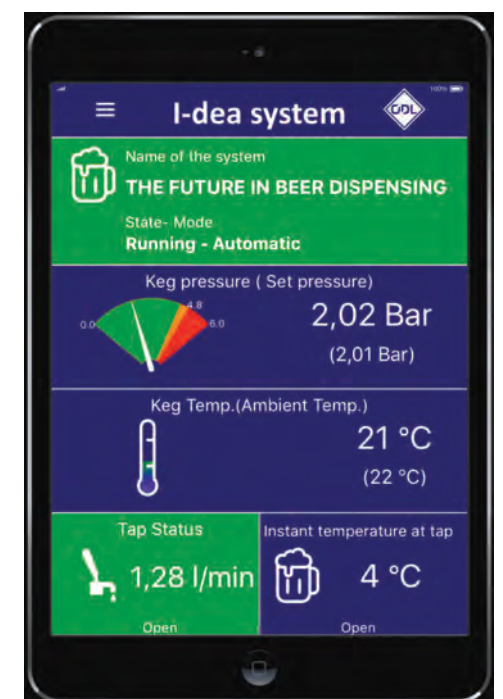 100%
I-dea system
ODL
Name of the system
THE FUTURE IN BEER DISPENSING
State- Mode
Running - Automatic
Keg pressure ( Set pressure)
0.0
4.8
6.0
2,02 Bar
(2,01 Bar)
Keg Temp.(Ambient Temp.)
21 °C
(22 °C)
Tap Status
1,28 l/min
Open
Instant temperature at tap
4 °C
Open